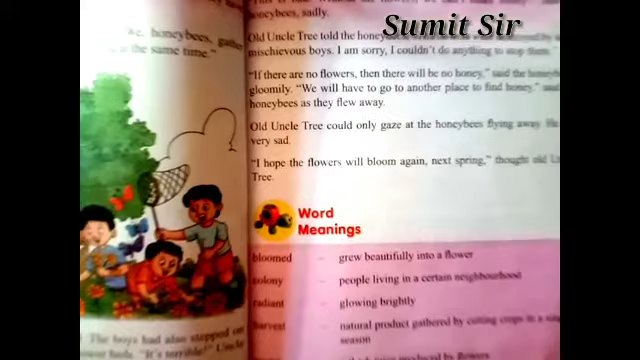 Sumit Sir
"We, honeybees, gather
at the same time."
The boys had also stepped on
"It's terrible!" Uncle
honeybees, sadly.
Old Uncle Tree told the
mischievous boys. I am sorry, I couldn't do anything to stop them."
"If there are no flowers, then there will be no honey," said the
gloomily. "We will have to go to another place to find honey,"
honeybees as they flew away.
Old Uncle Tree could only gaze at the honeybees flying away. He
very sad.
"I hope the flowers will bloom again, next spring," thought old
Tree.
Word
Meanings
bloomed – grew beautifully into a flower
colony – people living in a certain neighbourhood
radiant – glowing brightly
harvest – natural product gathered by cutting crops in a
season